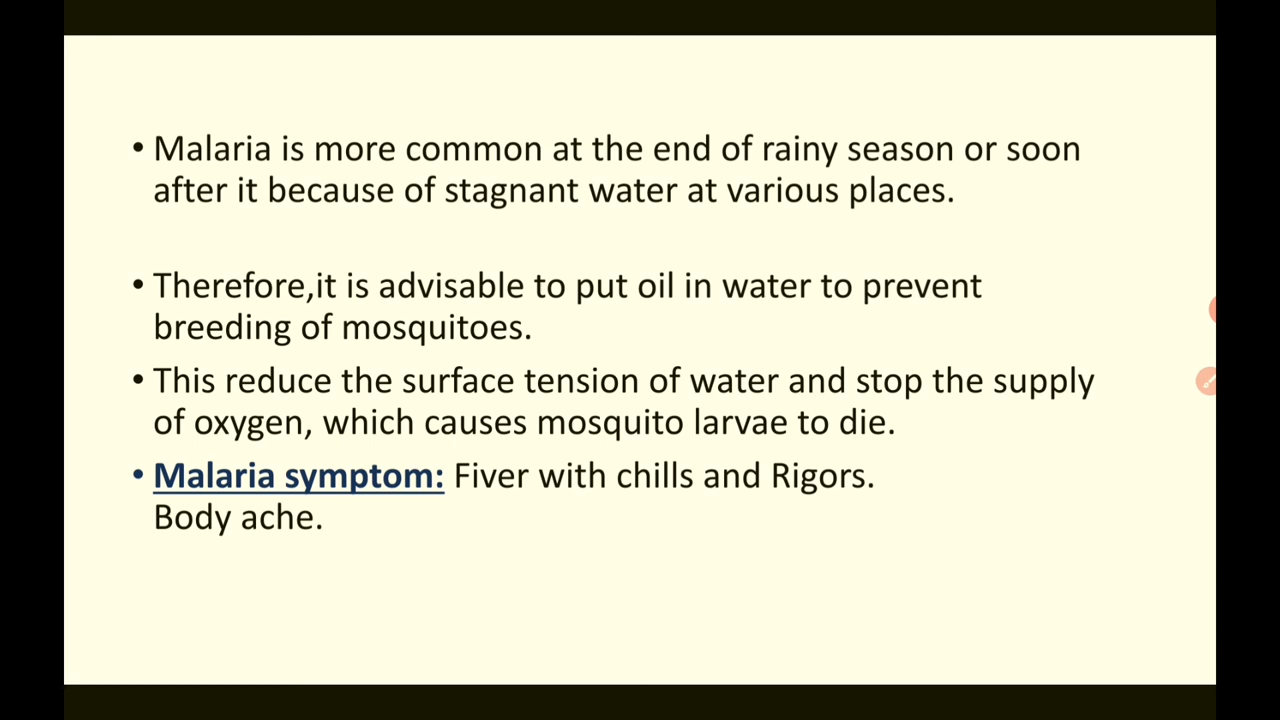 • Malaria is more common at the end of rainy season or soon
after it because of stagnant water at various places.
• Therefore,it is advisable to put oil in water to prevent
breeding of mosquitoes.
• This reduce the surface tension of water and stop the supply
of oxygen, which causes mosquito larvae to die.
• Malaria symptom: Fiver with chills and Rigors.
Body ache.